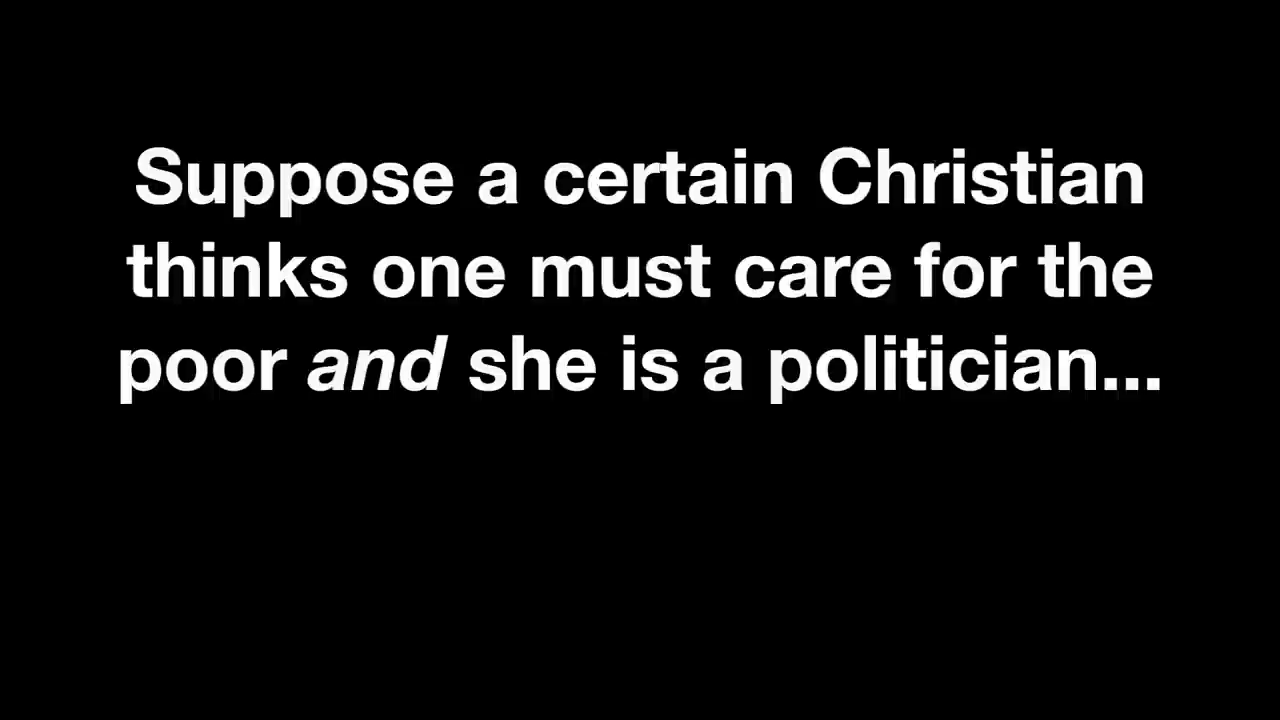 Suppose a certain Christian
thinks one must care for the
poor and she is a politician...